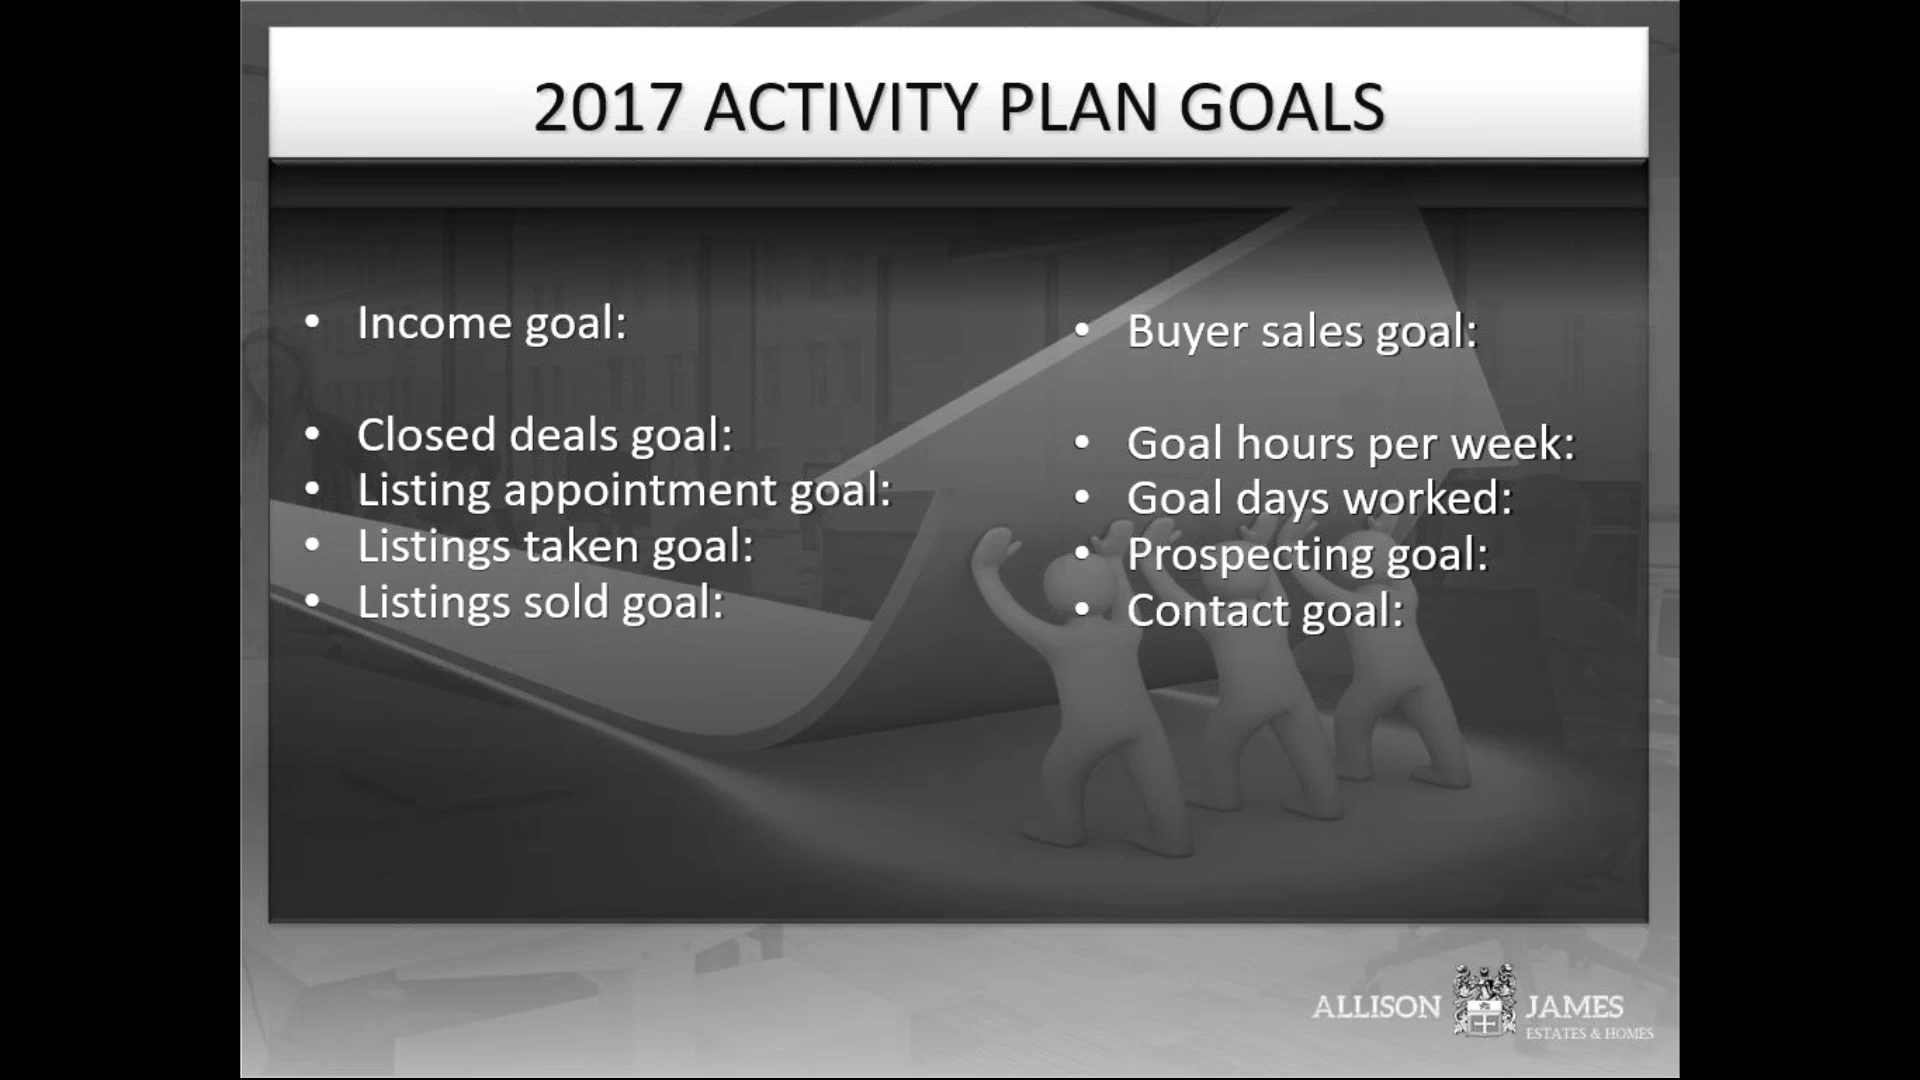 2017 ACTIVITY PLAN GOALS
• Income goal:
• Closed deals goal:
• Listing appointment goal:
• Listings taken goal:
• Listings sold goal:
• Buyer sales goal:
• Goal hours per week:
• Goal days worked:
• Prospecting goal:
• Contact goal:
ALLISON JAMES
ESTATES & HOMES